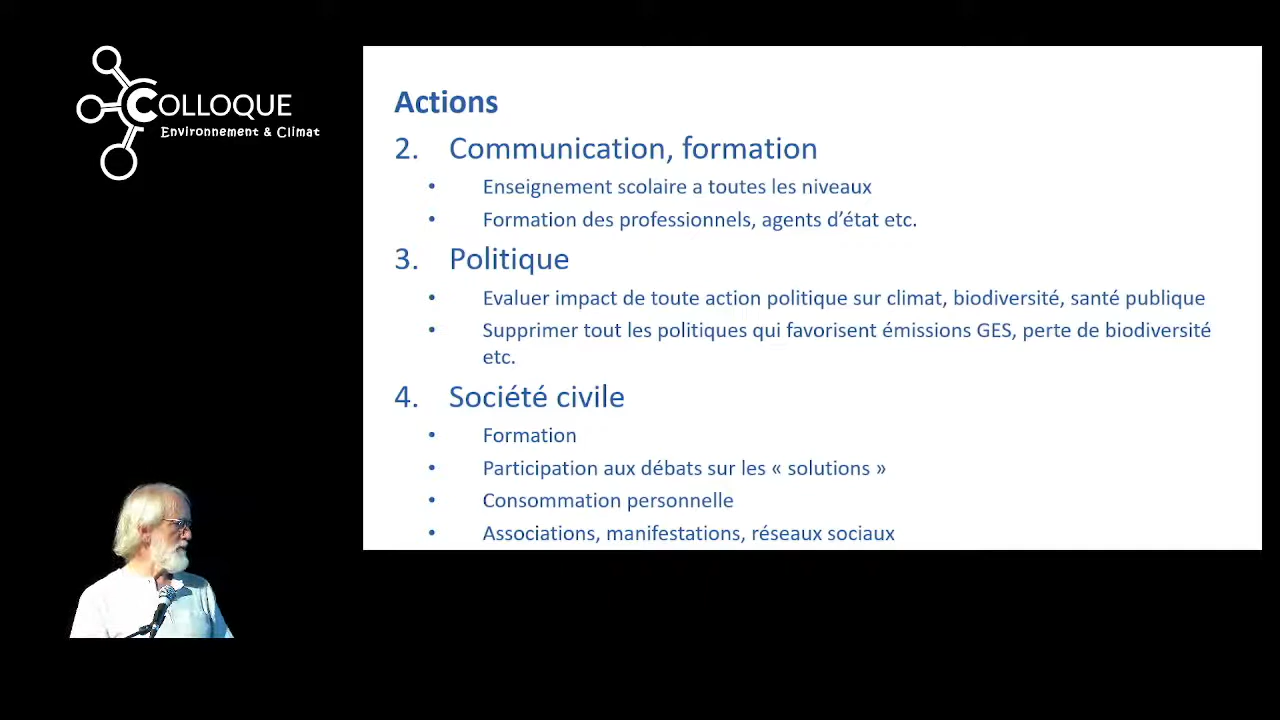 COLLOQUE
Environnement & Climat
Actions
2. Communication, formation
• Enseignement scolaire a toutes les niveaux
• Formation des professionnels, agents d’état etc.
3. Politique
• Evaluer impact de toute action politique sur climat, biodiversité, santé publique
• Supprimer tout les politiques qui favorisent émissions GES, perte de biodiversité
etc.
4. Société civile
• Formation
• Participation aux débats sur les « solutions »
• Consommation personnelle
• Associations, manifestations, réseaux sociaux